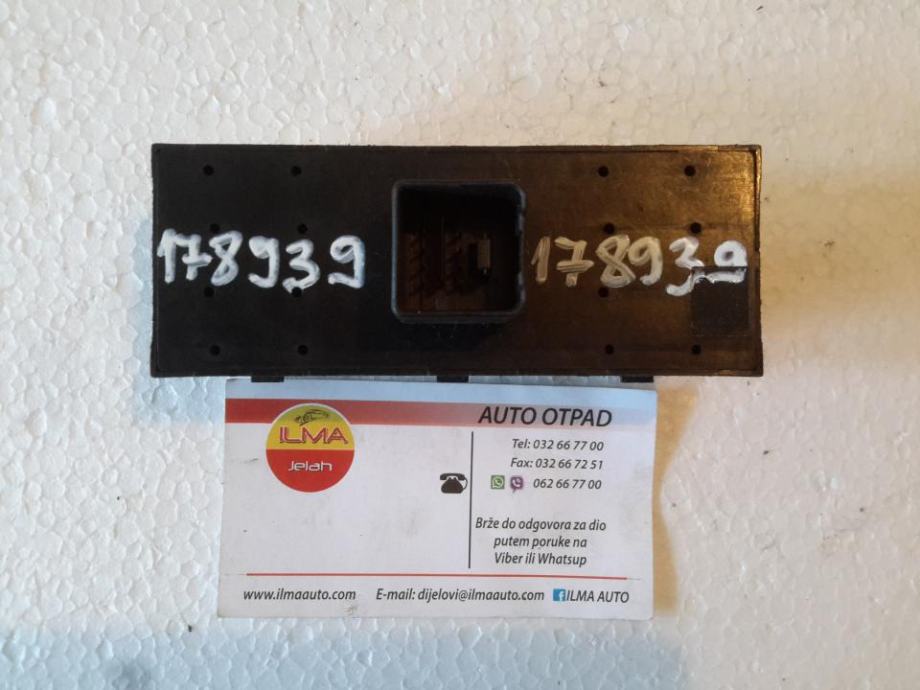 178939 178939
ILMA
Jelah
AUTO OTPAD
Tel: 032 66 77 00
Fax: 032 66 72 51
062 66 77 00
Brže do odgovora za dio
putem poruke na
Viber ili Whatsup
www.ilmaauto.com E-mail: dijelovi@ilmaauto.com ILMA AUTO